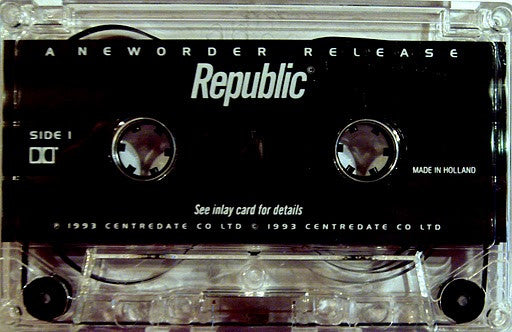 A NEWORDER RELEASE
Republic©
SIDE 1
MADE IN HOLLAND
See inlay card for details
℗ 1993 CENTREDATE CO LTD © 1993 CENTREDATE CO LTD